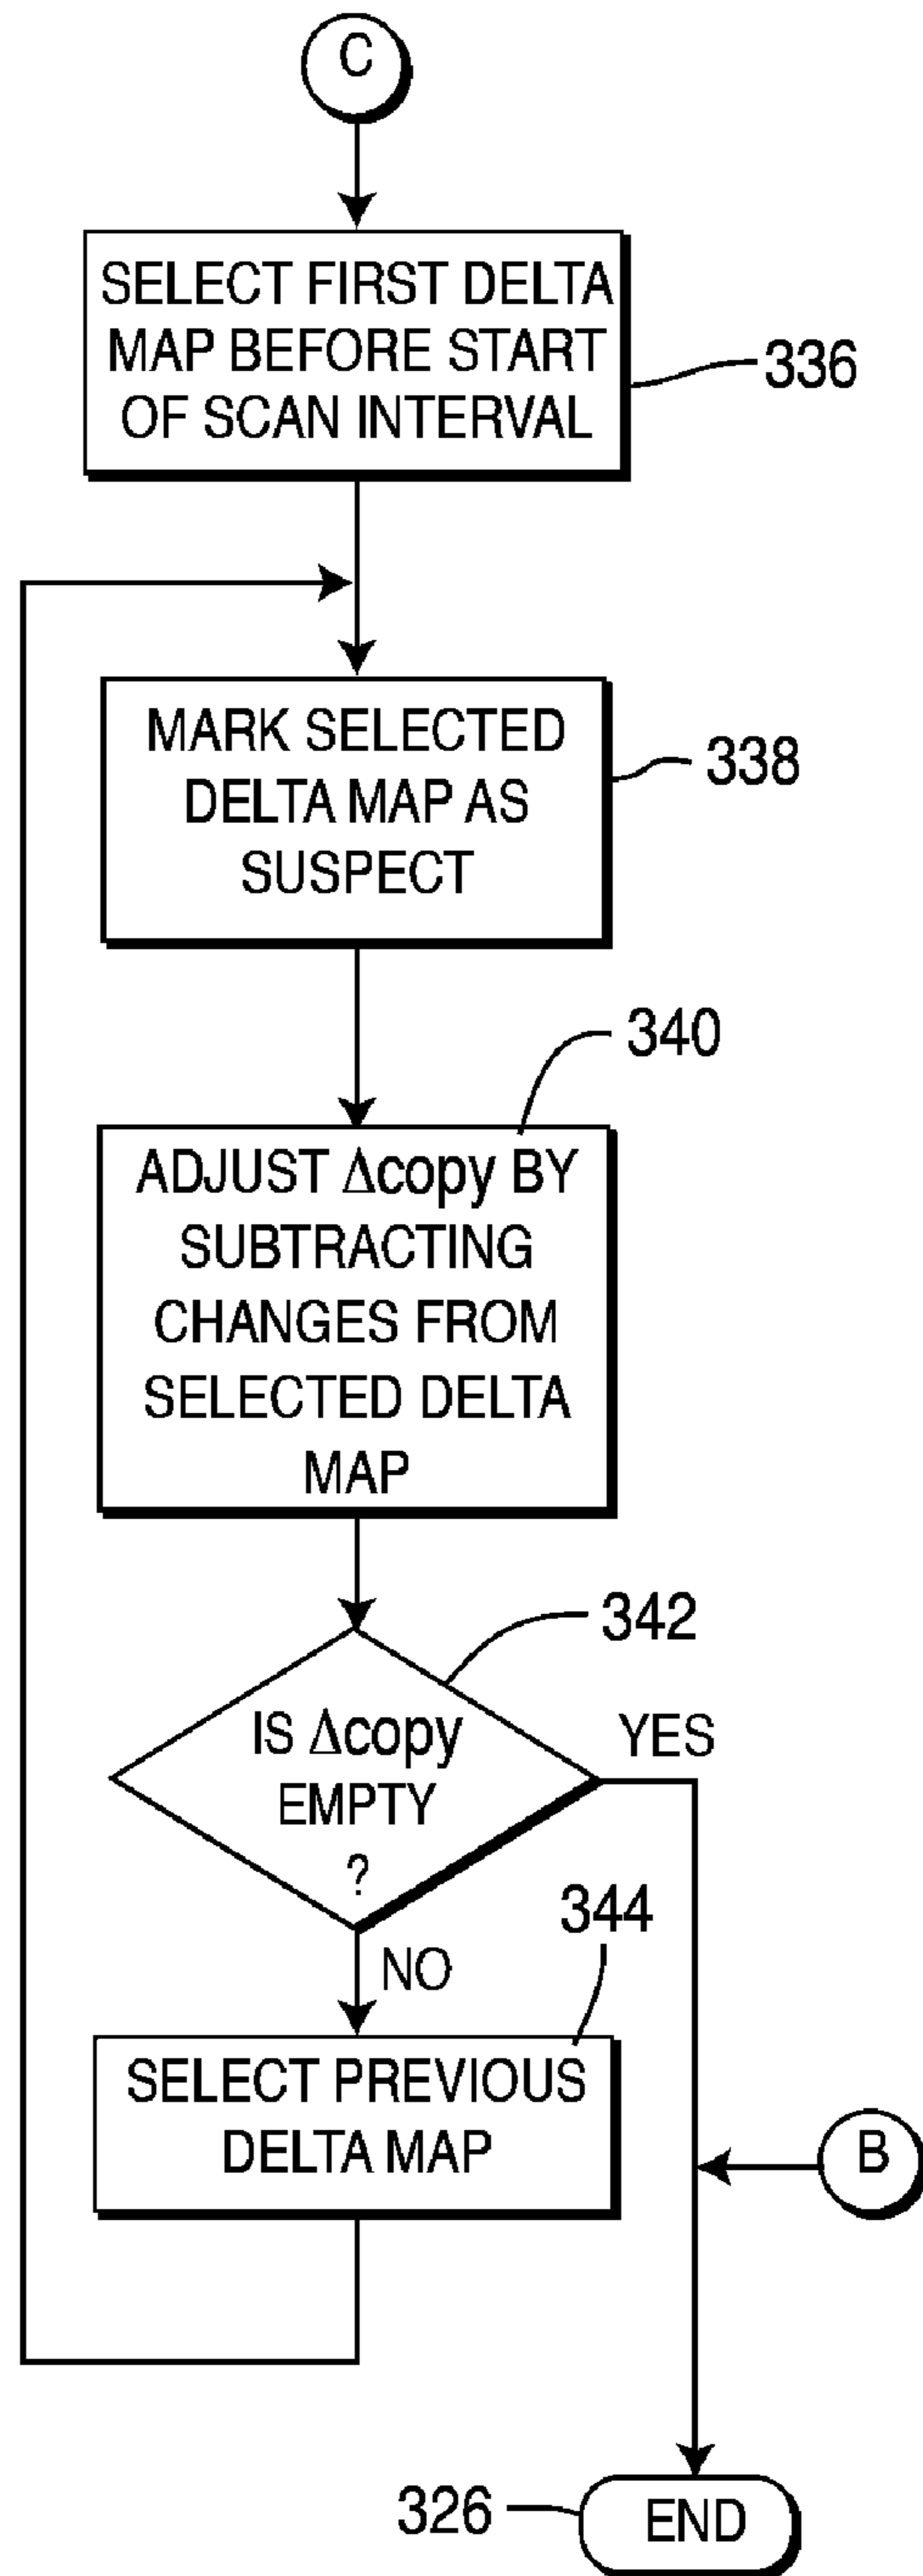 C
SELECT FIRST DELTA
MAP BEFORE START
OF SCAN INTERVAL
336
MARK SELECTED
DELTA MAP AS
SUSPECT
338
340
ADJUST Δcopy BY
SUBTRACTING
CHANGES FROM
SELECTED DELTA
MAP
342
IS Δcopy
EMPTY
?
YES
NO
344
SELECT PREVIOUS
DELTA MAP
B
326
END